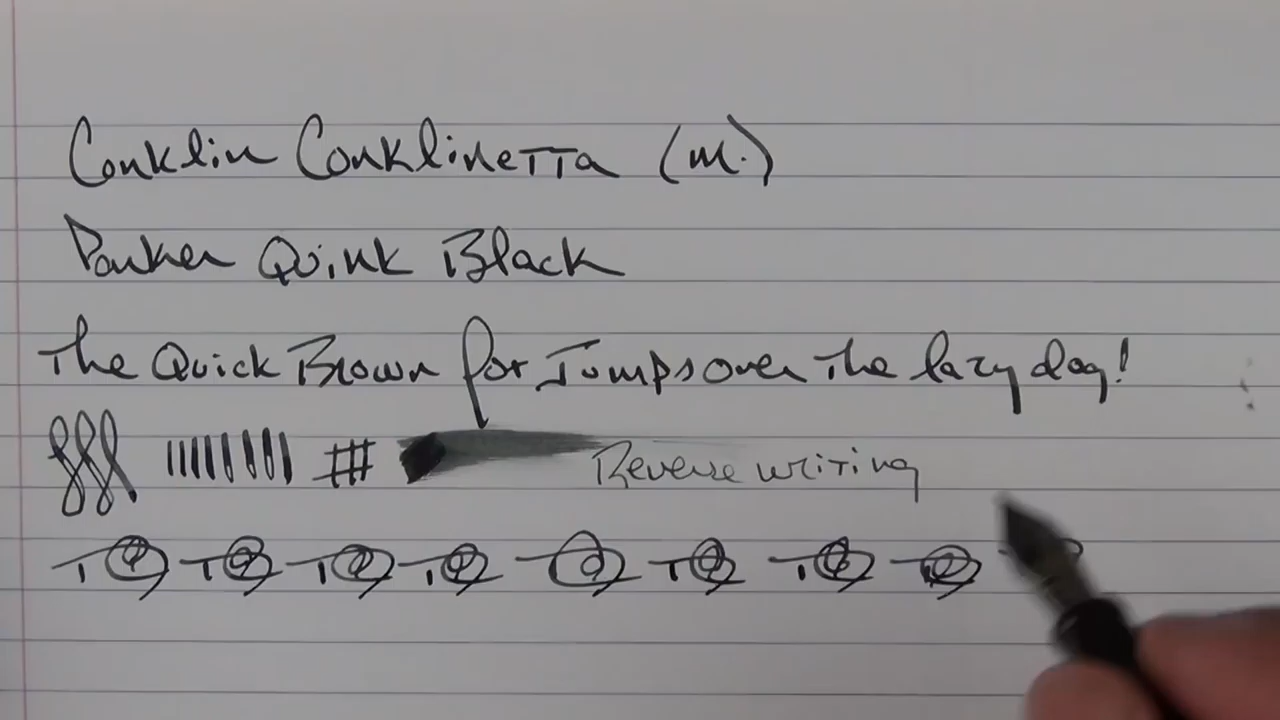 Conklin ConklineTTa (m.)
Parker Quink Black
The Quick Brown fox Jumps over The lazy dog!
Reverse writing